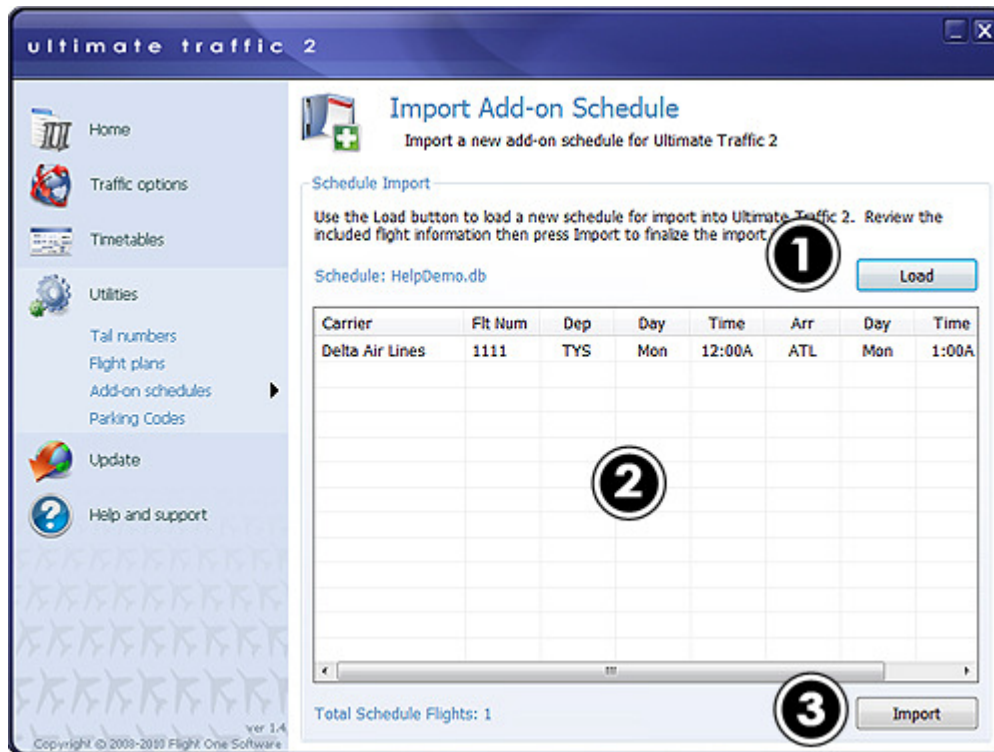 ultimate traffic 2
Home
Traffic options
Timetables
Utilities
Tail numbers
Flight plans
Add-on schedules
Parking Codes
Update
Help and support
ver 1.4
Copyright © 2008-2010 Flight One Software
Import Add-on Schedule
Import a new add-on schedule for Ultimate Traffic 2
Schedule Import
Use the Load button to load a new schedule for import into Ultimate Traffic 2. Review the
included flight information then press Import to finalize the import
1
Schedule: HelpDemo.db
Load
Carrier Flt Num Dep Day Time Arr Day Time
Delta Air Lines 1111 TYS Mon 12:00A ATL Mon 1:00A
2
Total Schedule Flights: 1
3
Import